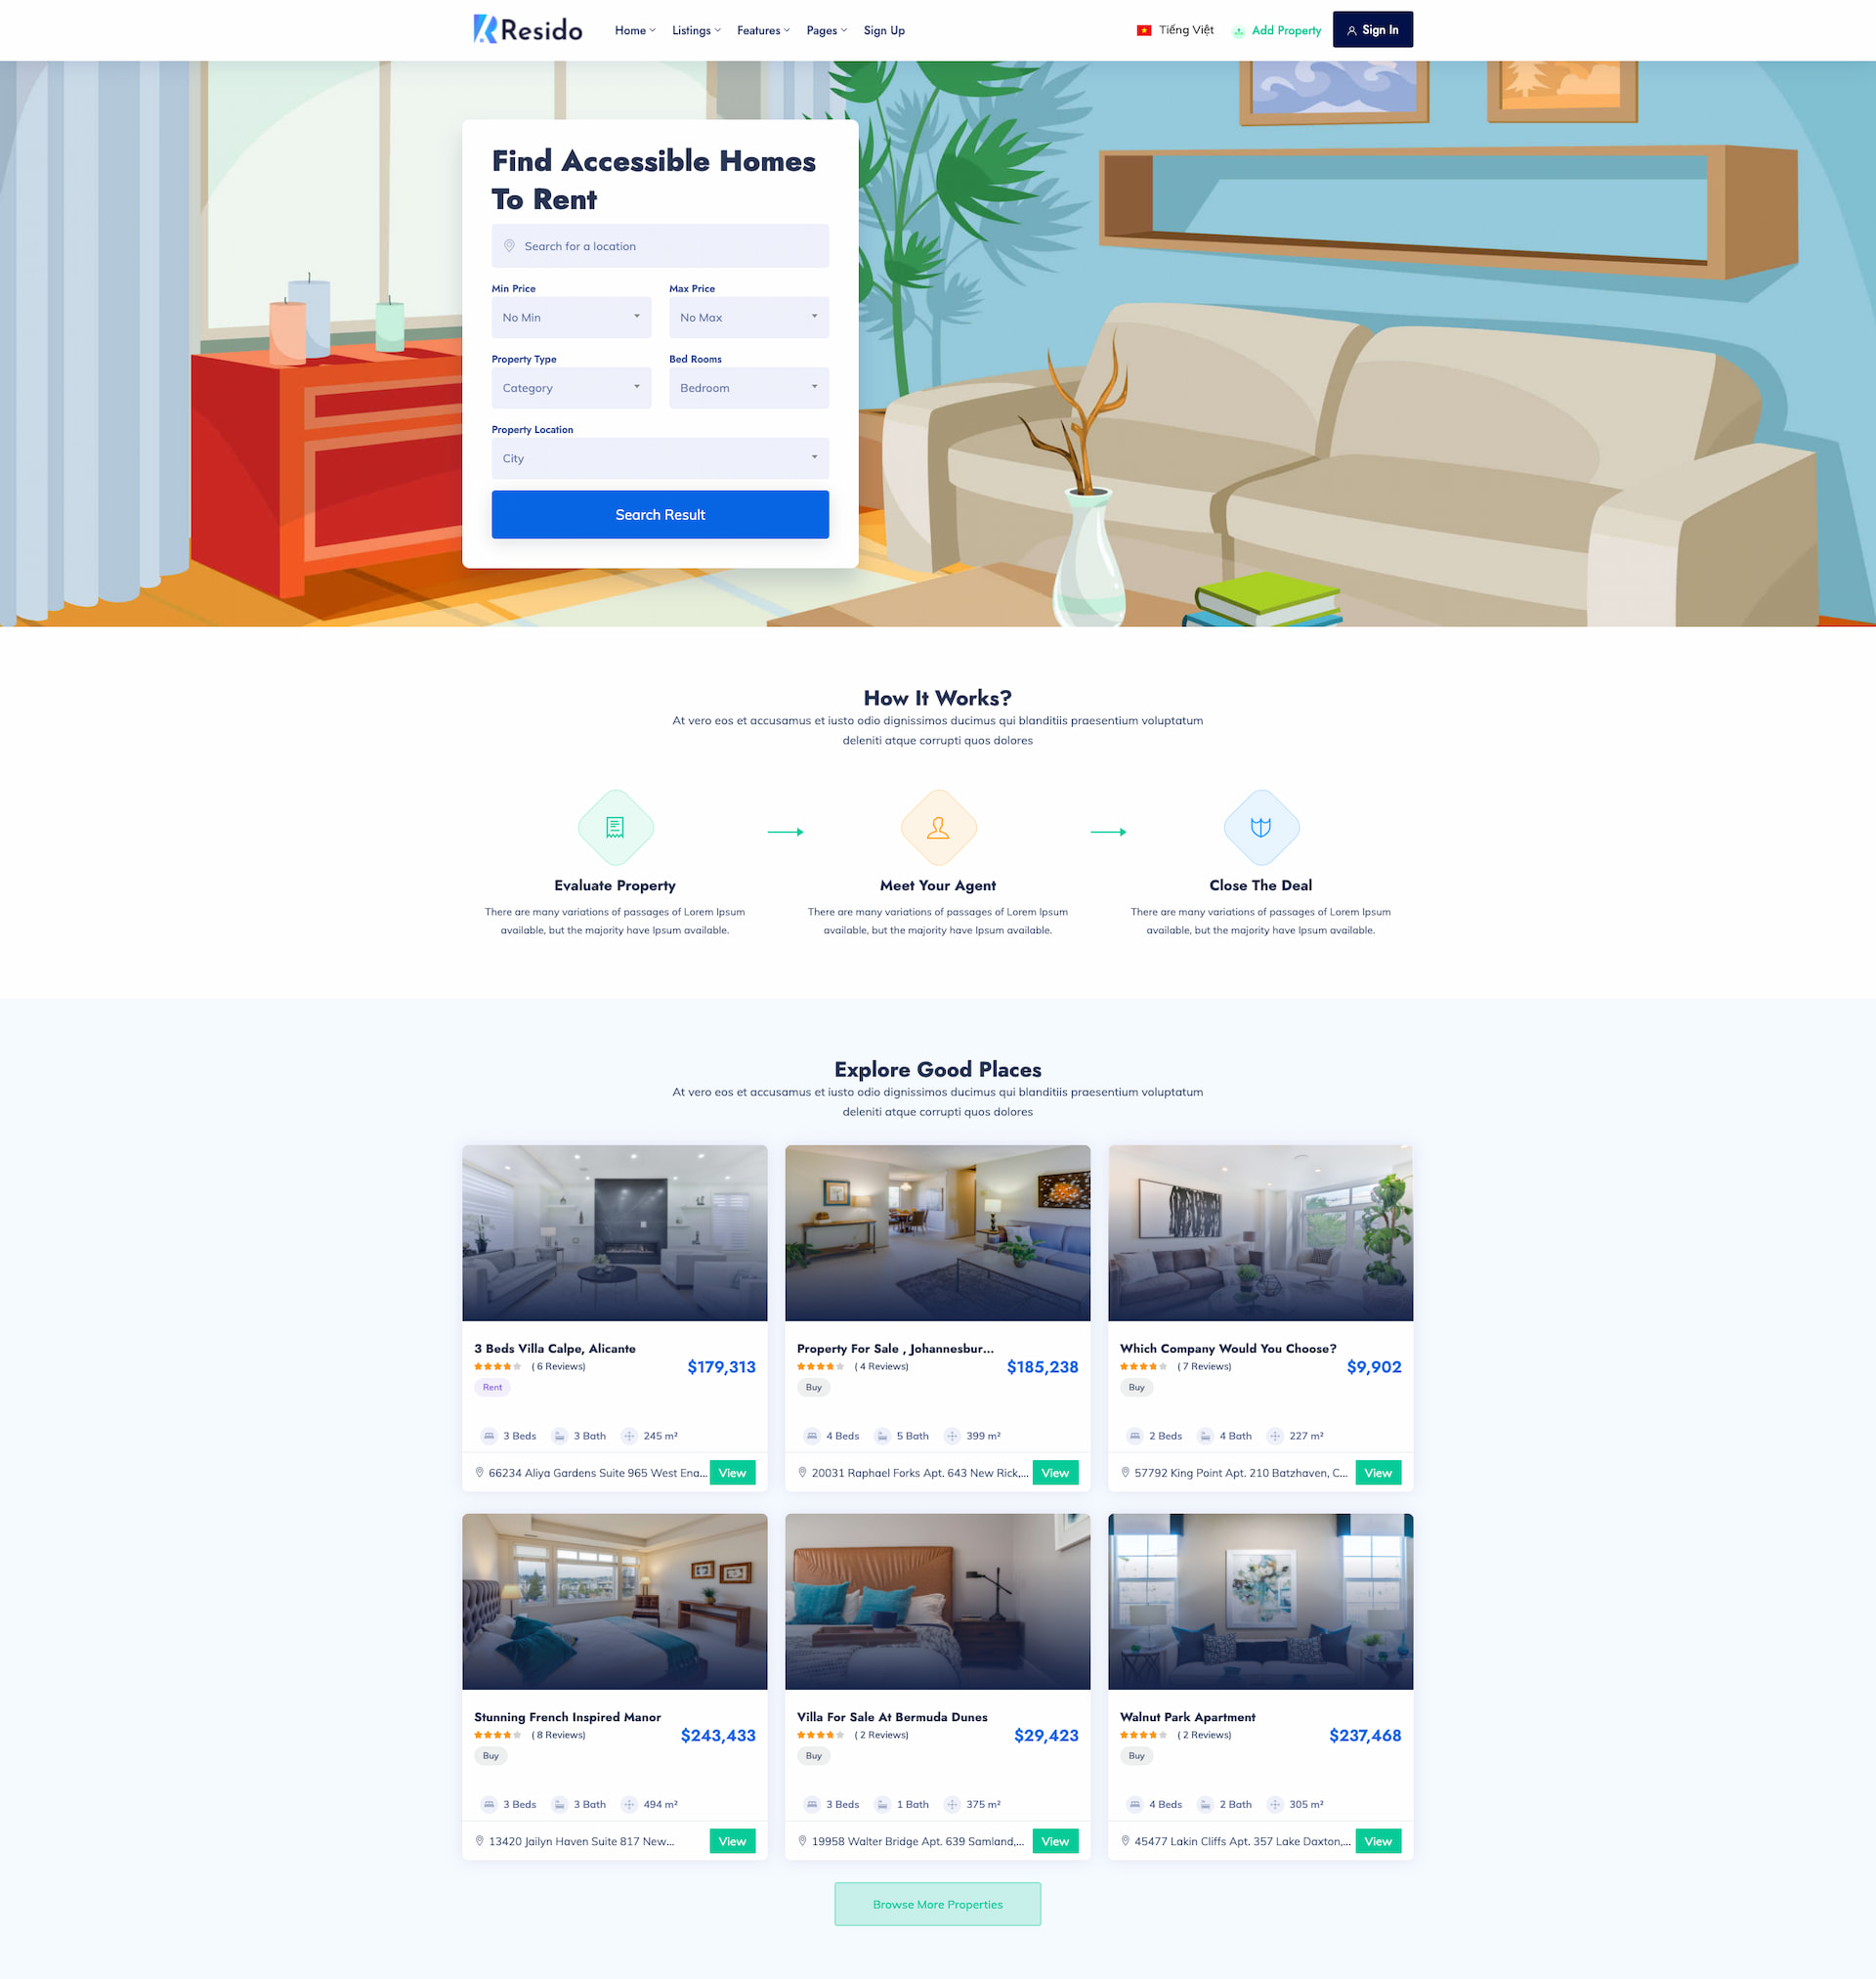 Resido
Home Listings Features Pages Sign Up
Tiếng Việt Add Property Sign In
Find Accessible Homes
To Rent
Search for a location
Min Price Max Price
No Min No Max
Property Type Bed Rooms
Category Bedroom
Property Location
City
Search Result
How It Works?
At vero eos et accusamus et iusto odio dignissimos ducimus qui blanditiis praesentium voluptatum
deleniti atque corrupti quos dolores
Evaluate Property
There are many variations of passages of Lorem Ipsum
available, but the majority have Ipsum available.
Meet Your Agent
There are many variations of passages of Lorem Ipsum
available, but the majority have Ipsum available.
Close The Deal
There are many variations of passages of Lorem Ipsum
available, but the majority have Ipsum available.
Explore Good Places
At vero eos et accusamus et iusto odio dignissimos ducimus qui blanditiis praesentium voluptatum
deleniti atque corrupti quos dolores
3 Beds Villa Calpe, Alicante
( 6 Reviews) $179,313
Rent
3 Beds 3 Bath 245 m²
66234 Aliya Gardens Suite 965 West Ena... View
Property For Sale , Johannesbur...
( 4 Reviews) $185,238
Buy
4 Beds 5 Bath 399 m²
20031 Raphael Forks Apt. 643 New Rick,... View
Which Company Would You Choose?
( 7 Reviews) $9,902
Buy
2 Beds 4 Bath 227 m²
57792 King Point Apt. 210 Batzhaven, C... View
Stunning French Inspired Manor
( 8 Reviews) $243,433
Buy
3 Beds 3 Bath 494 m²
13420 Jailyn Haven Suite 817 New... View
Villa For Sale At Bermuda Dunes
( 2 Reviews) $29,423
Buy
3 Beds 1 Bath 375 m²
19958 Walter Bridge Apt. 639 Samland,... View
Walnut Park Apartment
( 2 Reviews) $237,468
Buy
4 Beds 2 Bath 305 m²
45477 Lakin Cliffs Apt. 357 Lake Daxton,... View
Browse More Properties